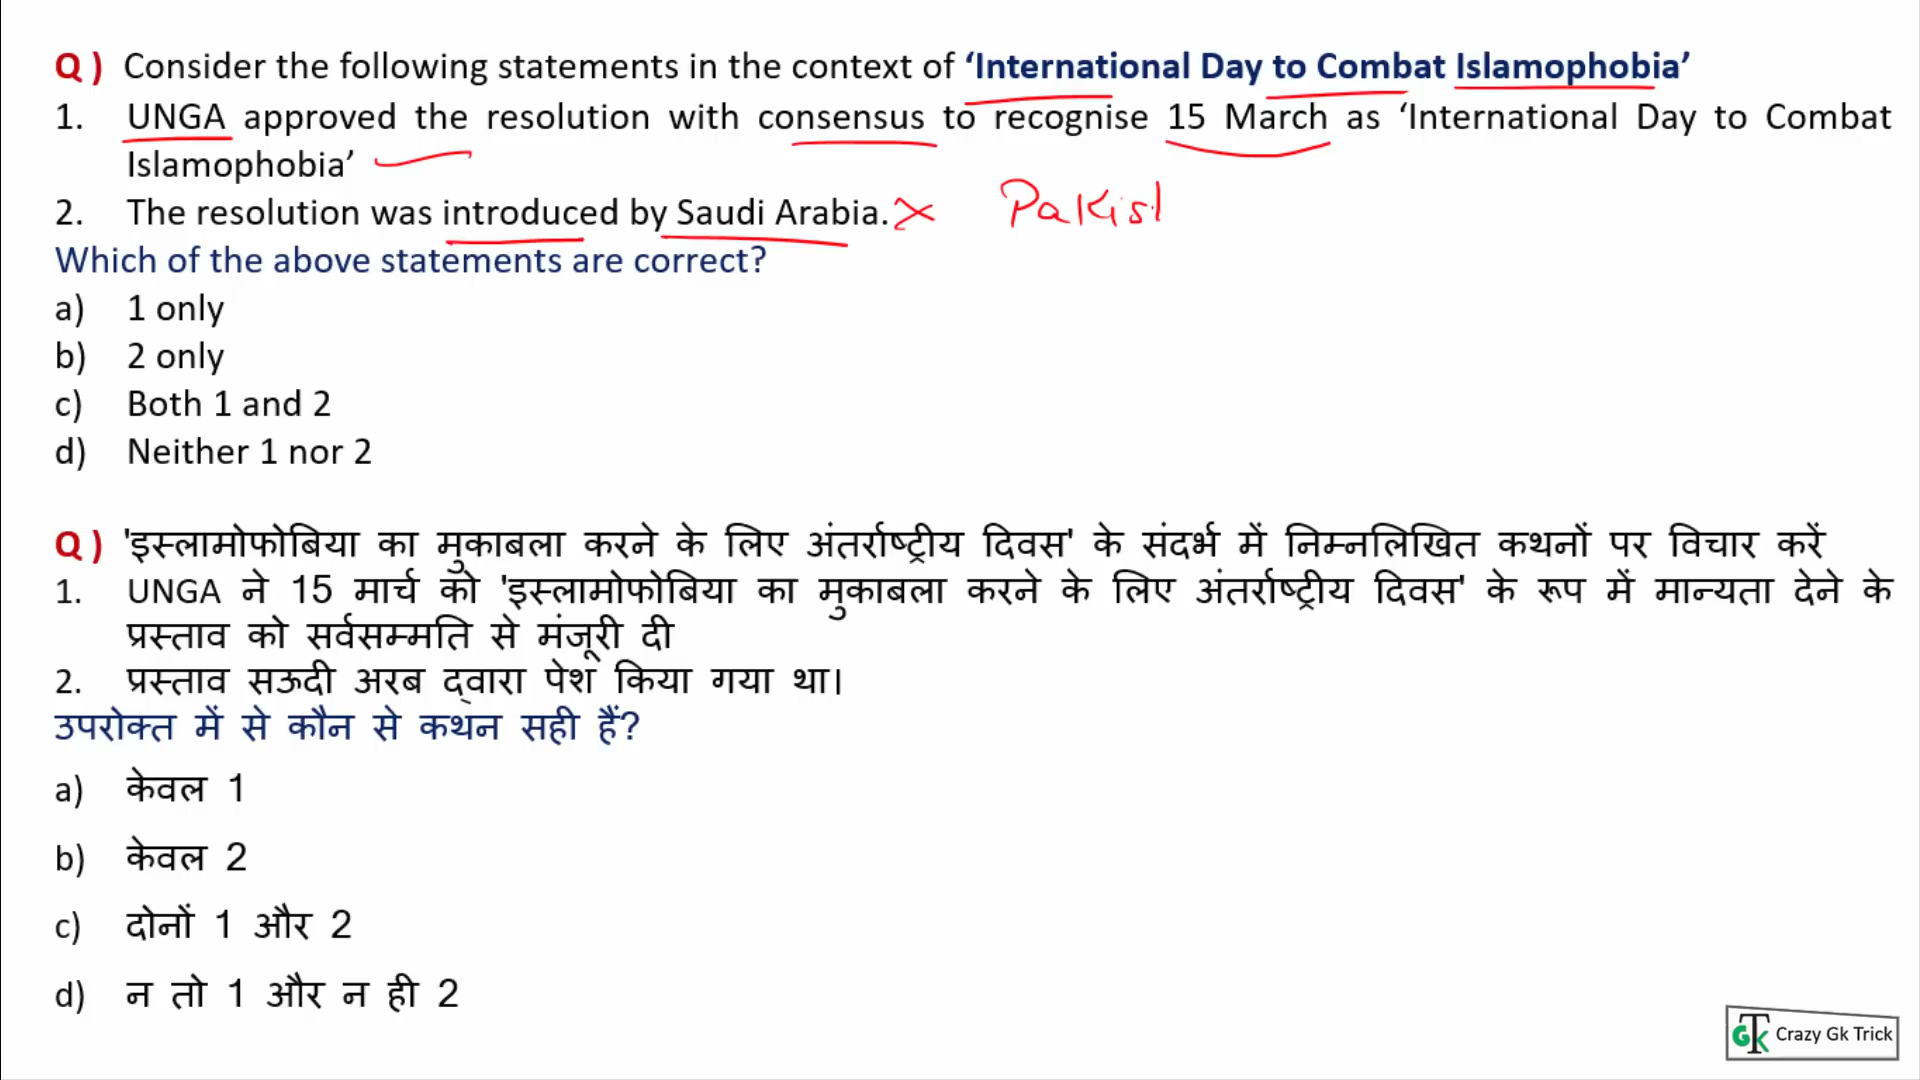 Q ) Consider the following statements in the context of ‘International Day to Combat Islamophobia’
1. UNGA approved the resolution with consensus to recognise 15 March as ‘International Day to Combat
Islamophobia’
2. The resolution was introduced by Saudi Arabia. Pakist
Which of the above statements are correct?
a) 1 only
b) 2 only
c) Both 1 and 2
d) Neither 1 nor 2
Q ) 'इस्लामोफोबिया का मुकाबला करने के लिए अंतर्राष्ट्रीय दिवस' के संदर्भ में निम्नलिखित कथनों पर विचार करें
1. UNGA ने 15 मार्च को 'इस्लामोफोबिया का मुकाबला करने के लिए अंतर्राष्ट्रीय दिवस' के रूप में मान्यता देने के
प्रस्ताव को सर्वसम्मति से मंजूरी दी
2. प्रस्ताव सऊदी अरब द्वारा पेश किया गया था।
उपरोक्त में से कौन से कथन सही हैं?
a) केवल 1
b) केवल 2
c) दोनों 1 और 2
d) न तो 1 और न ही 2
GTK Crazy Gk Trick